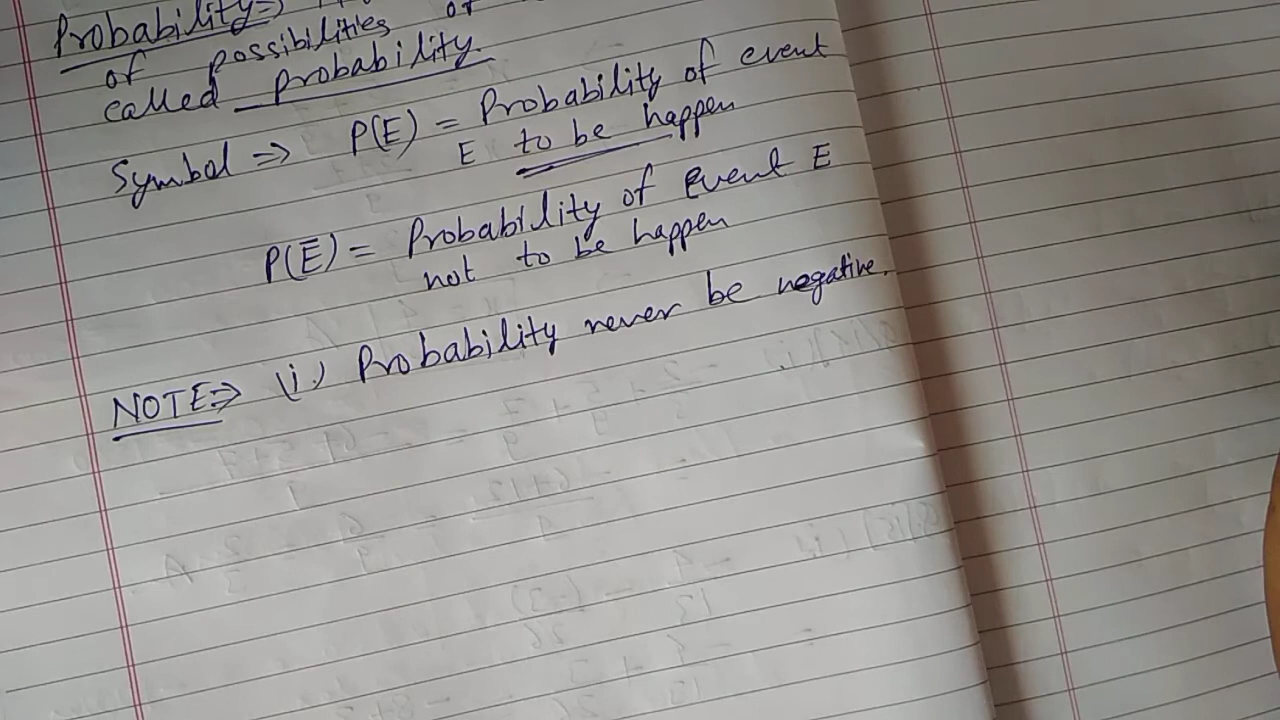 Probability⇒
of possibilities of
called probability.
Symbol ⇒ P(E) = Probability of event
E to be happen
P(E̅) = Probability of Event E
not to be happen
NOTE⇒ (i.) Probability never be negative.